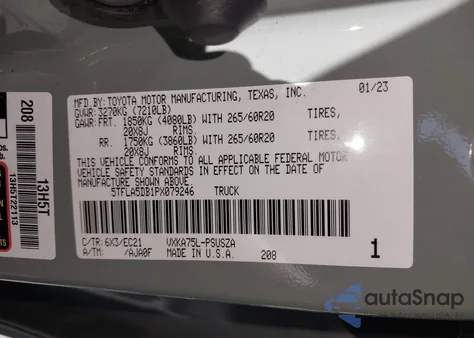 MFD.BY:TOYOTA MOTOR MANUFACTURING, TEXAS, INC. 01/23
GVWR:3270KG (7210LB)
GAWR:FRT. 1850KG (4080LB) WITH 265/60R20 TIRES,
20X8J RIMS.
RR. 1750KG (3860LB) WITH 265/60R20 TIRES,
20X8J RIMS.
THIS VEHICLE CONFORMS TO ALL APPLICABLE FEDERAL MOTOR
VEHICLE SAFETY STANDARDS IN EFFECT ON THE DATE OF
MANUFACTURE SHOWN ABOVE.
5TFLA5DB1PX079246 TRUCK
C/TR: 6X3/EC21 VXKA75L-PSUSZA
A/TM: /AJA0F MADE IN U.S.A. 208 1
208
13H5T
13H5T22113
autoSnap